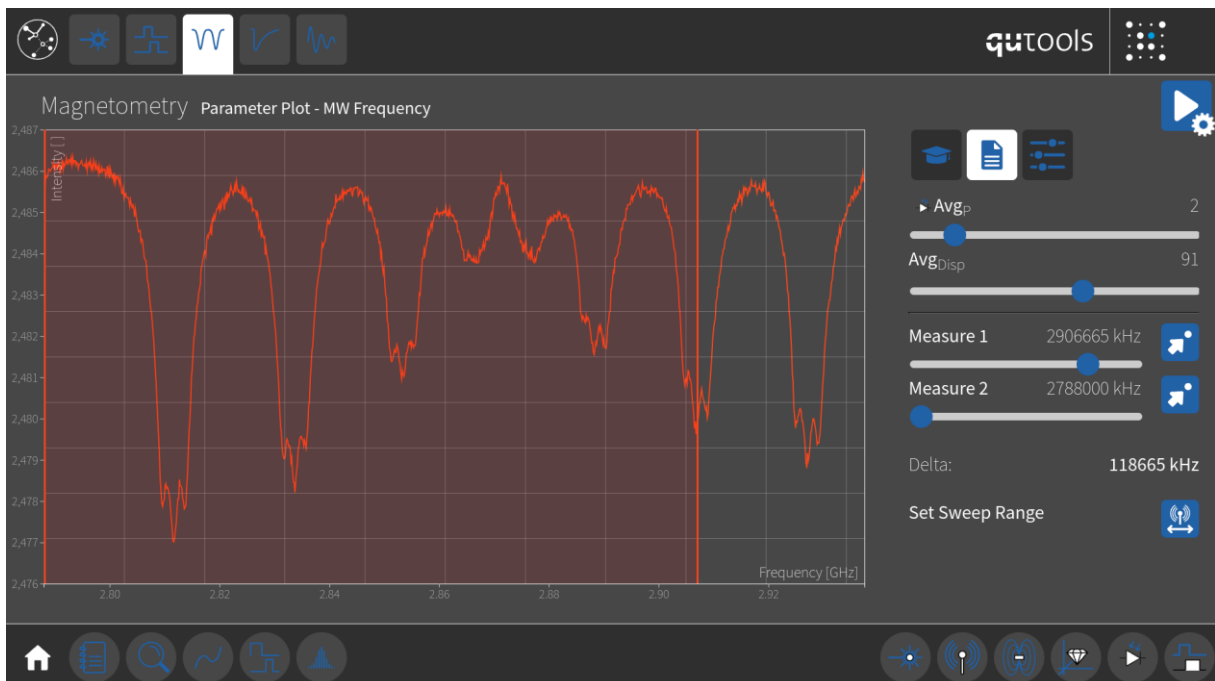 qutools
Magnetometry Parameter Plot - MW Frequency
2,487
2,486
2,485
2,484
2,483
2,482
2,481
2,480
2,479
2,478
2,477
2,476
Intensity [ ]
2.80 2.82 2.84 2.86 2.88 2.90 2.92
Frequency [GHz]
AvgP 2
AvgDisp 91
Measure 1 2906665 kHz
Measure 2 2788000 kHz
Delta: 118665 kHz
Set Sweep Range